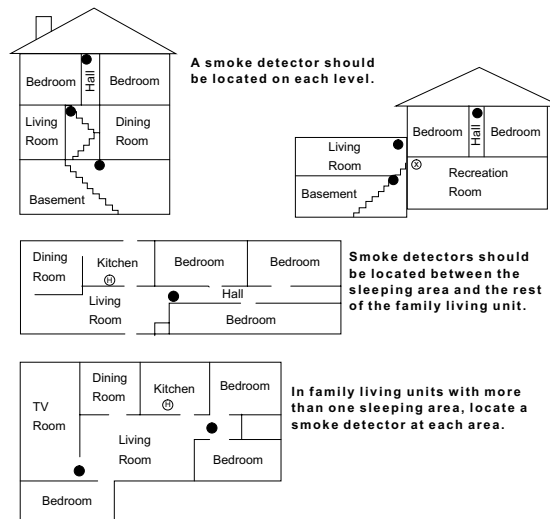 A smoke detector should
be located on each level.
Bedroom Hall Bedroom
Living Dining
Room Room
Basement
Bedroom Hall Bedroom
Living
Room
X
Recreation
Room
Basement
Dining
Room
Kitchen
H
Bedroom Bedroom
Living
Room
Hall
Bedroom
Smoke detectors should
be located between the
sleeping area and the rest
of the family living unit.
TV
Room
Dining
Room
Kitchen
H
Bedroom
Living
Room
Bedroom
Bedroom
In family living units with more
than one sleeping area, locate a
smoke detector at each area.